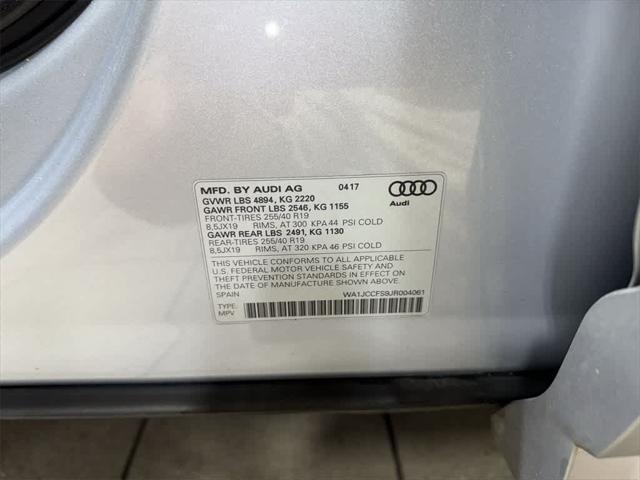 MFD. BY AUDI AG 04 17
GVWR LBS 4894, KG 2220
GAWR FRONT LBS 2546, KG 1155
FRONT-TIRES 255/40 R19
8,5JX19 RIMS, AT 300 KPA 44 PSI COLD
GAWR REAR LBS 2491, KG 1130
REAR-TIRES 255/40 R19
8,5JX19 RIMS, AT 320 KPA 46 PSI COLD
Audi
THIS VEHICLE CONFORMS TO ALL APPLICABLE
U.S. FEDERAL MOTOR VEHICLE SAFETY AND
THEFT PREVENTION STANDARDS IN EFFECT ON
THE DATE OF MANUFACTURE SHOWN ABOVE.
SPAIN WA1JCCFS9JR004061
TYPE:
MPV